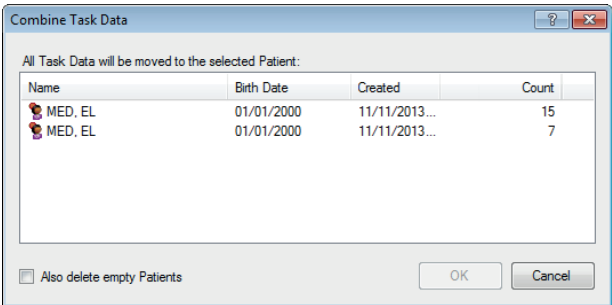 Combine Task Data
All Task Data will be moved to the selected Patient:
Name Birth Date Created Count
MED, EL 01/01/2000 11/11/2013... 15
MED, EL 01/01/2000 11/11/2013... 7
Also delete empty Patients OK Cancel